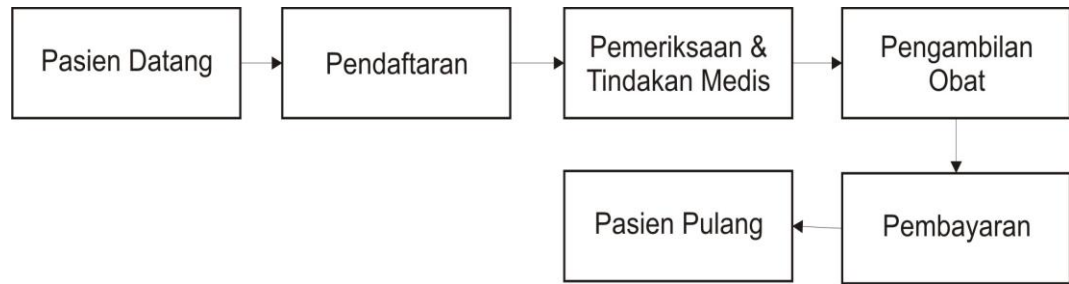 Pasien Datang
Pendaftaran
Pemeriksaan &
Tindakan Medis
Pengambilan
Obat
Pembayaran
Pasien Pulang